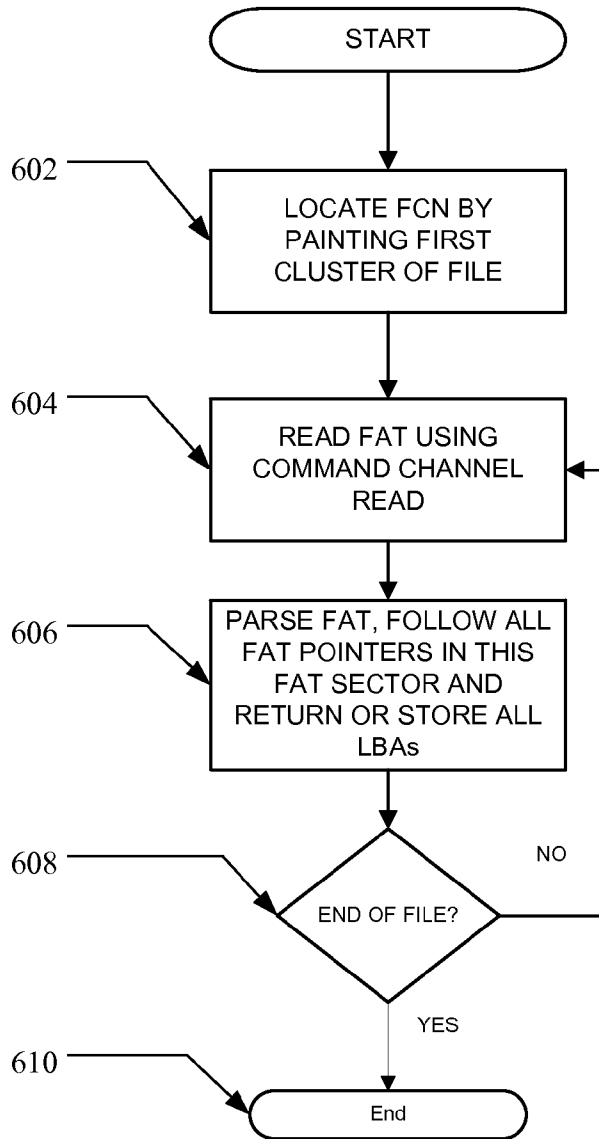 START
602
LOCATE FCN BY
PAINTING FIRST
CLUSTER OF FILE
604
READ FAT USING
COMMAND CHANNEL
READ
606
PARSE FAT, FOLLOW ALL
FAT POINTERS IN THIS
FAT SECTOR AND
RETURN OR STORE ALL
LBAs
608
END OF FILE?
NO
YES
610
End